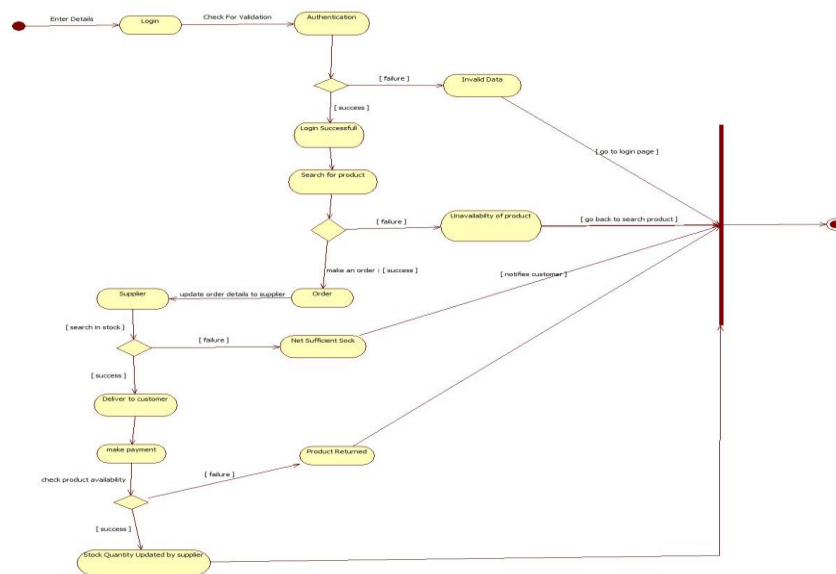 Enter Details
Login
Check For Validation
Authentication
[ failure ]
Invalid Data
[ success ]
Login Successfull
[ go to login page ]
Search for product
[ failure ]
Unavailabilty of product
[ go back to search product ]
make an order : [ success ]
[ notifies customer ]
Supplier
update order details to supplier
Order
[ search in stock ]
[ failure ]
Net Sufficient Sock
[ success ]
Deliver to customer
make payment
Product Returned
check product availability
[ failure ]
[ success ]
Stock Quantity Updated by supplier